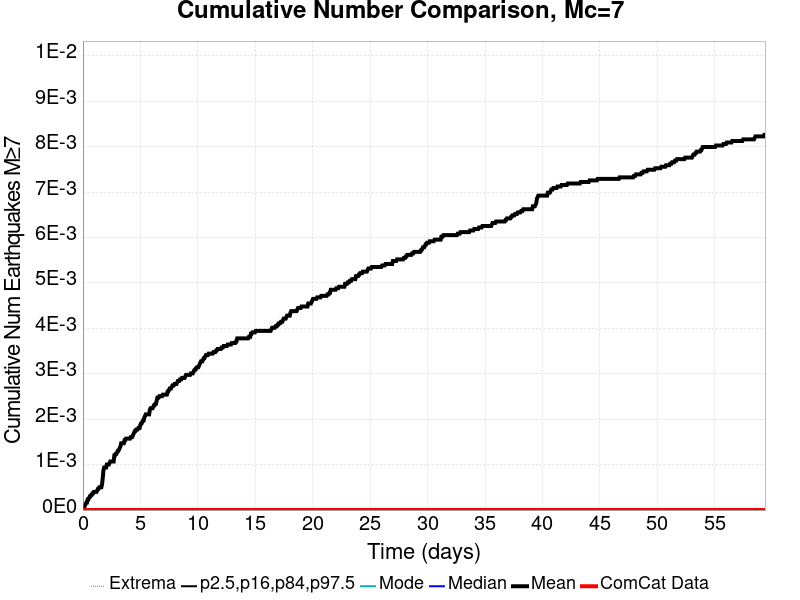 Cumulative Number Comparison, Mc=7
Cumulative Num Earthquakes M≥7
1E-2
9E-3
8E-3
7E-3
6E-3
5E-3
4E-3
3E-3
2E-3
1E-3
0E0
0 5 10 15 20 25 30 35 40 45 50 55
Time (days)
Extrema p2.5,p16,p84,p97.5 Mode Median Mean ComCat Data